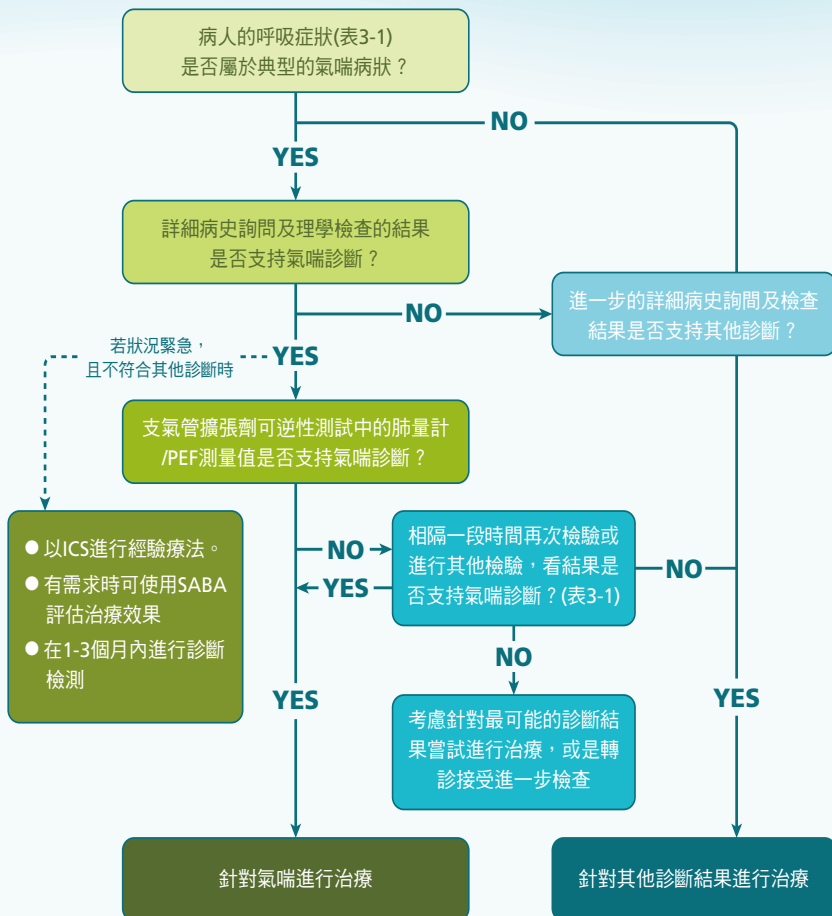 病人的呼吸症狀(表3-1)
是否屬於典型的氣喘病狀？
NO
YES
詳細病史詢問及理學檢查的結果
是否支持氣喘診斷？
進一步的詳細病史詢間及檢查
結果是否支持其他診斷？
NO
若狀況緊急，
且不符合其他診斷時
YES
支氣管擴張劑可逆性測試中的肺量計
/PEF測量值是否支持氣喘診斷？
● 以ICS進行經驗療法。
● 有需求時可使用SABA
評估治療效果
● 在1-3個月內進行診斷
檢測
NO
YES
相隔一段時間再次檢驗或
進行其他檢驗，看結果是
否支持氣喘診斷？(表3-1)
NO
NO
YES
YES
考慮針對最可能的診斷結
果嘗試進行治療，或是轉
診接受進一步檢查
針對氣喘進行治療
針對其他診斷結果進行治療